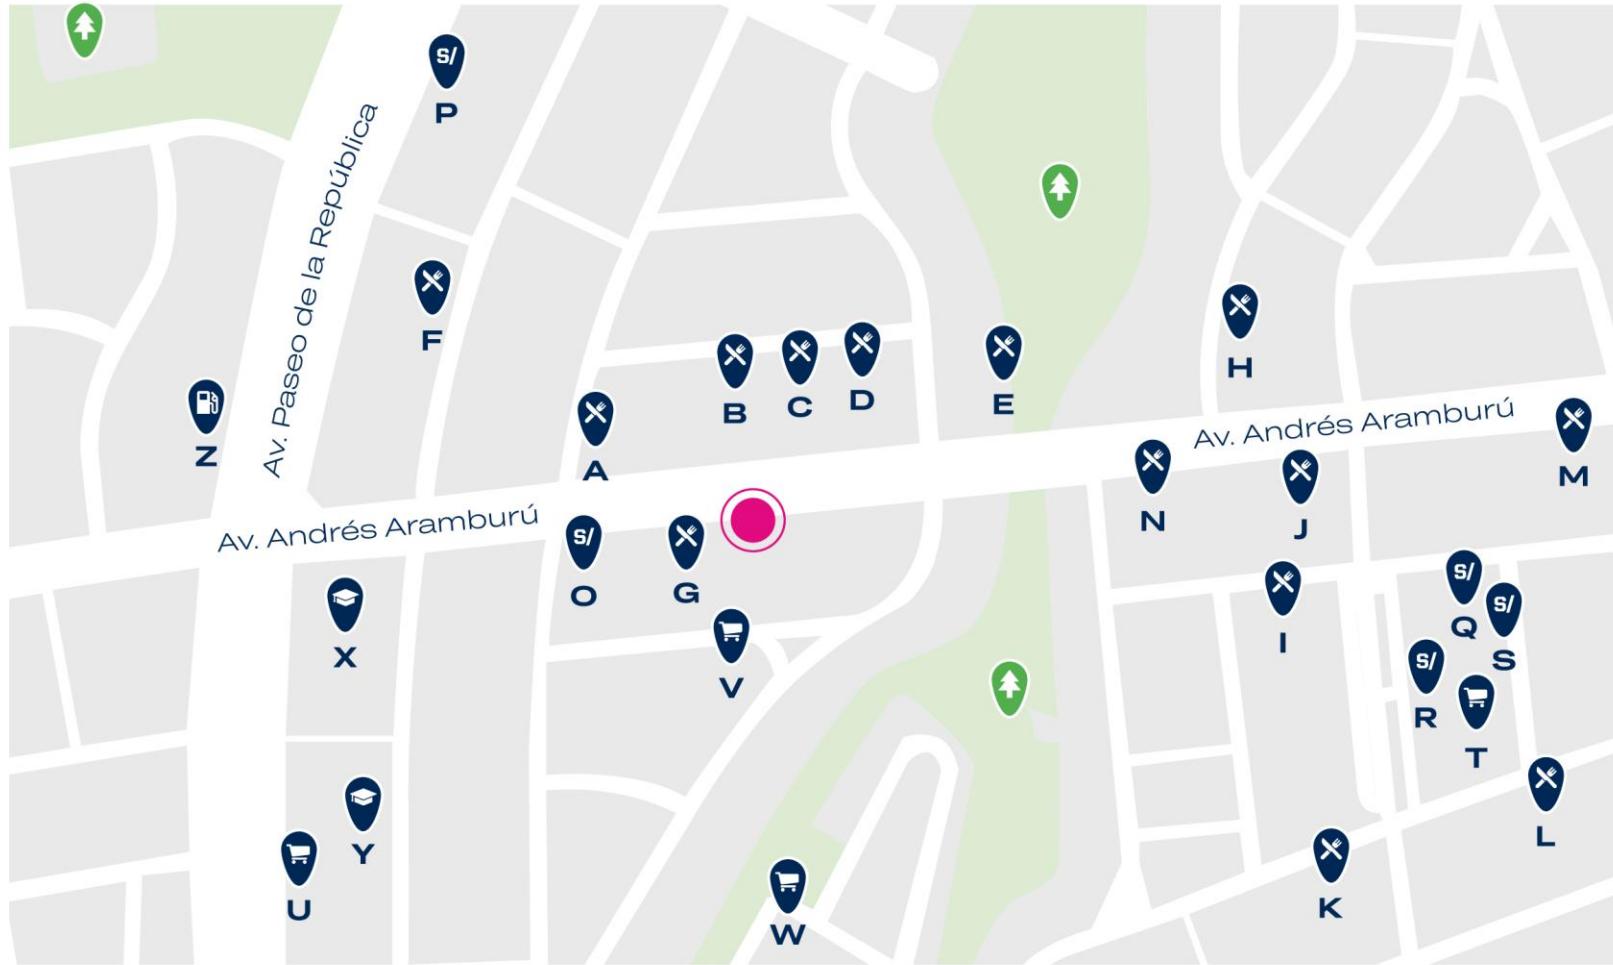 S/
P
Av. Paseo de la República
F
H
B
C
D
E
Z
A
Av. Andrés Aramburú
M
N
J
Av. Andrés Aramburú
S/
O
G
X
I
S/
Q
S/
S
V
S/
R
T
Y
L
U
W
K